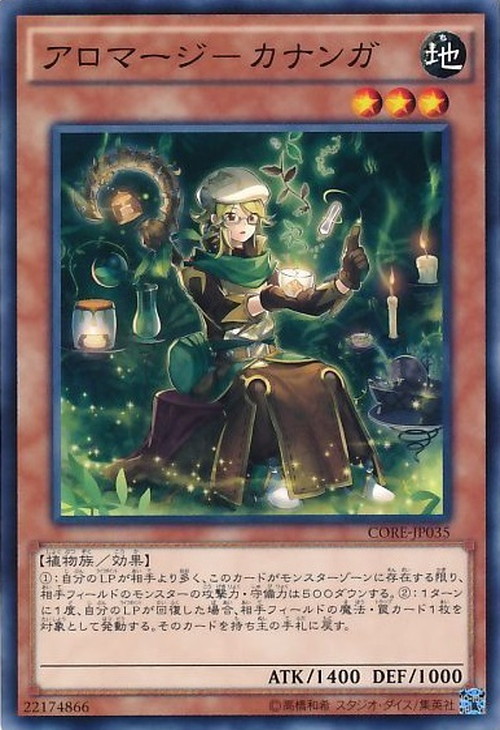 アロマージ－カナンガ
地
CORE-JP035
【植物族／効果】
①：自分のLPが相手より多く、このカードがモンスターゾーンに存在する限り、
相手フィールドのモンスターの攻撃力・守備力は５００ダウンする。②：１ターン
に１度、自分のLPが回復した場合、相手フィールドの魔法・罠カード１枚を
対象として発動する。そのカードを持ち主の手札に戻す。
ATK/1400 DEF/1000
22174866 ©高橋和希 スタジオ・ダイス/集英社